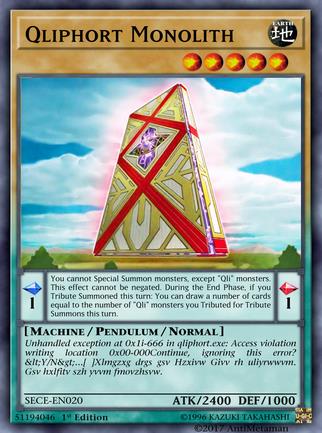 QLIPHORT MONOLITH
EARTH
地
You cannot Special Summon monsters, except "Qli" monsters.
This effect cannot be negated. During the End Phase, if you
Tribute Summoned this turn: You can draw a number of cards
equal to the number of "Qli" monsters you Tributed for Tribute
Summons this turn.
1
1
[Machine / Pendulum / Normal]
Unhandled exception at 0x1i-666 in qliphort.exe: Access violation
writing location 0x00-000Continue, ignoring this error?
&lt;Y/N&gt;...[ ]Xlmgzxg drgs gsv Hzxivw Givv rh uliyrwwvm.
Gsv hxlfitv szh yvvm fmovzhsvw.
SECE-EN020
ATK/2400 DEF/1000
51194046 1st Edition
©1996 KAZUKI TAKAHASHI
©2017 AntiMetaman